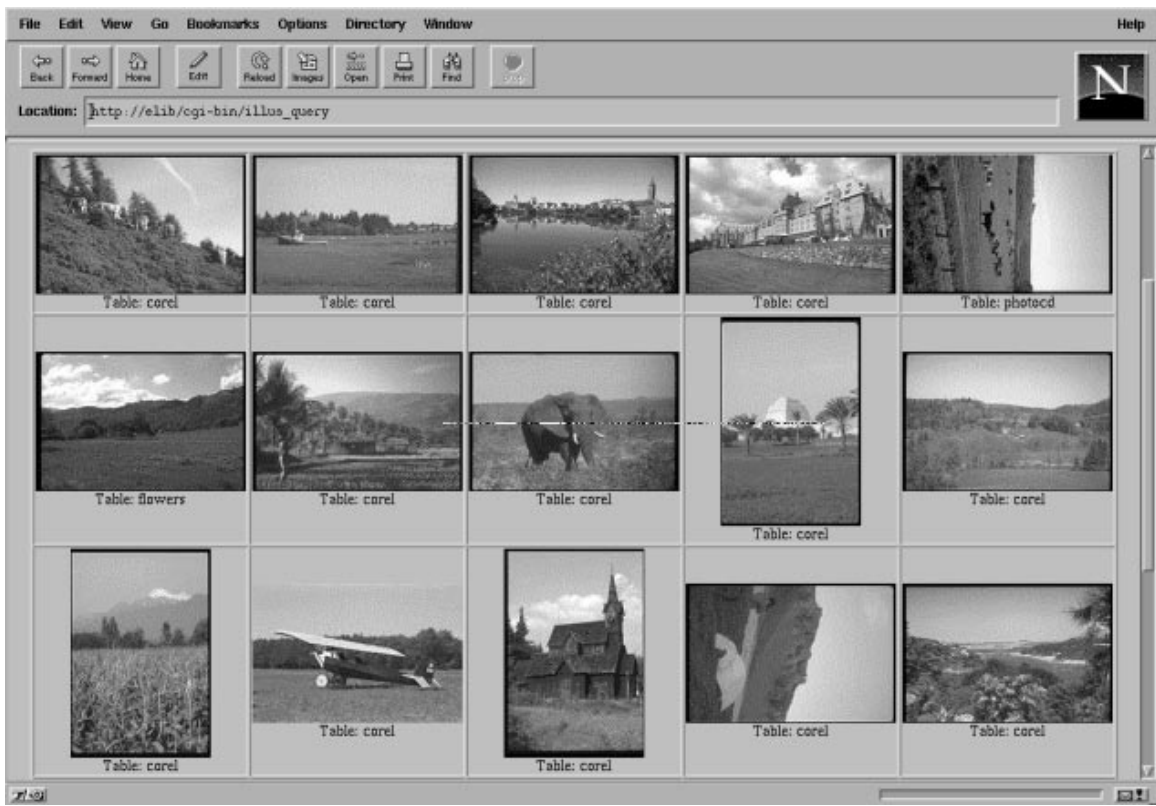 File Edit View Go Bookmarks Options Directory Window Help
Back Forward Home Edit Reload Images Open Print Find Stop
N
Location: http://elib/cgi-bin/illus_query
Table: corel Table: corel Table: corel Table: corel Table: photocd
Table: flowers Table: corel Table: corel Table: corel Table: corel
Table: corel Table: corel Table: corel Table: corel Table: corel